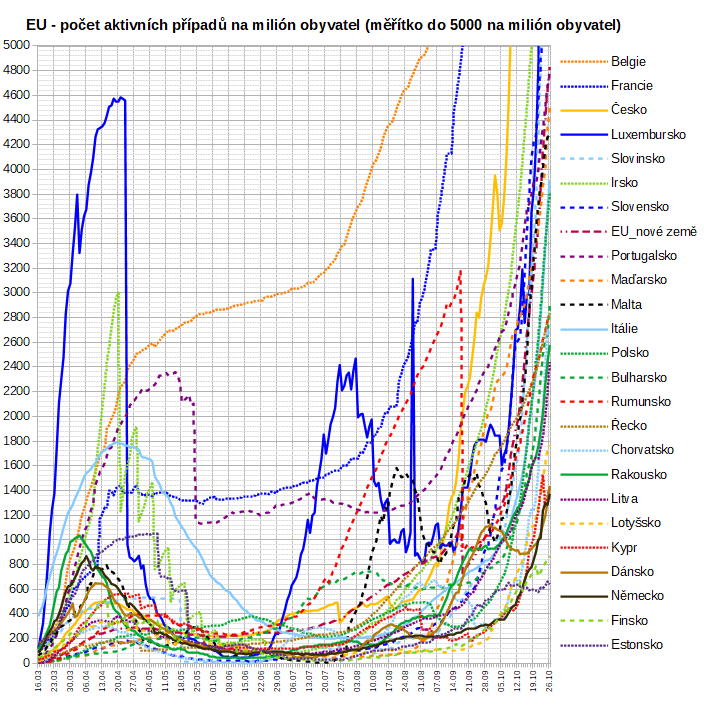 EU - počet aktivních případů na milión obyvatel (měřítko do 5000 na milión obyvatel)
5000
4800
4600
4400
4200
4000
3800
3600
3400
3200
3000
2800
2600
2400
2200
2000
1800
1600
1400
1200
1000
800
600
400
200
0
16.03
23.03
30.03
06.04
13.04
20.04
27.04
04.05
11.05
18.05
25.05
01.06
08.06
15.06
22.06
29.06
06.07
13.07
20.07
27.07
03.08
10.08
17.08
24.08
31.08
07.09
14.09
21.09
28.09
05.10
12.10
19.10
26.10
Belgie
Francie
Česko
Luxembursko
Slovinsko
Irsko
Slovensko
EU_nové země
Portugalsko
Maďarsko
Malta
Itálie
Polsko
Bulharsko
Rumunsko
Řecko
Chorvatsko
Rakousko
Litva
Lotyšsko
Kypr
Dánsko
Německo
Finsko
Estonsko